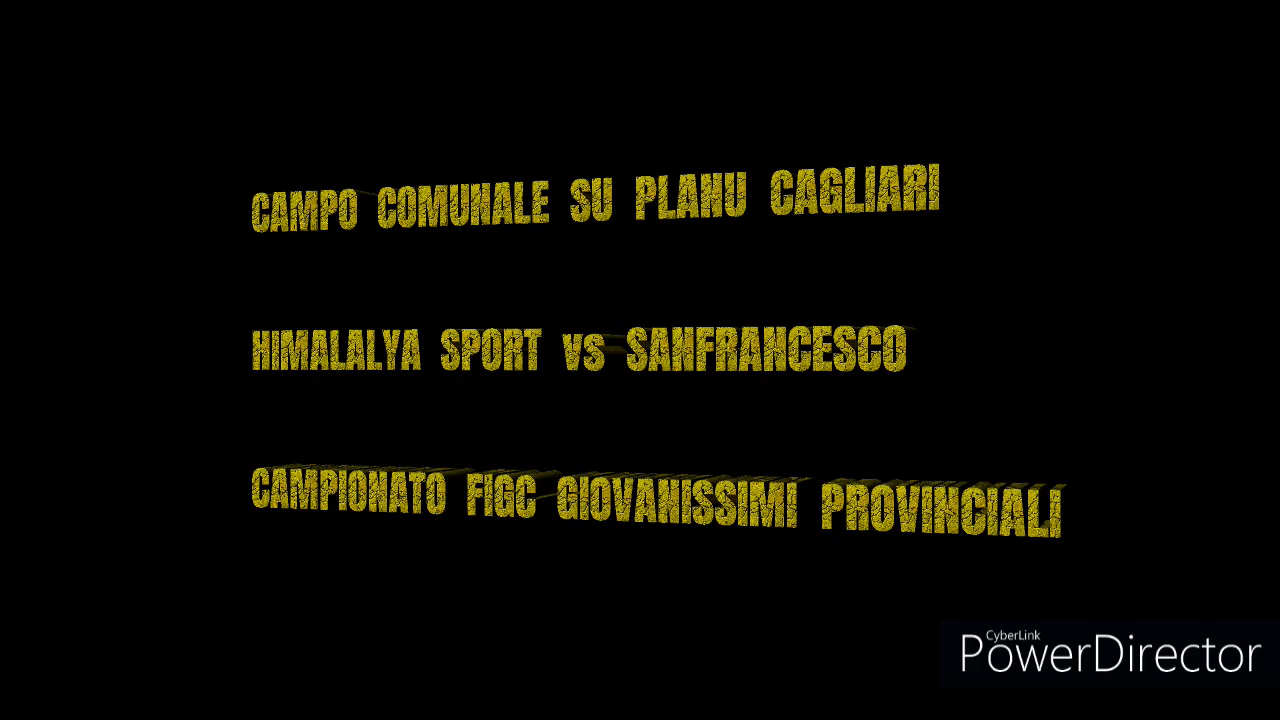 CAMPO COMUNALE SU PLANU CAGLIARI
HIMALALYA SPORT vs SANFRANCESCO
CAMPIONATO FIGC GIOVANISSIMI PROVINCIALI
CyberLink
PowerDirector